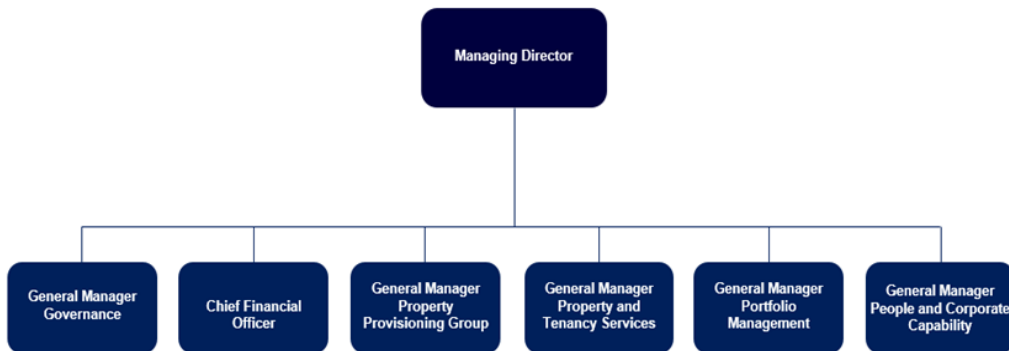 Managing Director
General Manager
Governance
Chief Financial
Officer
General Manager
Property
Provisioning Group
General Manager
Property and
Tenancy Services
General Manager
Portfolio
Management
General Manager
People and Corporate
Capability